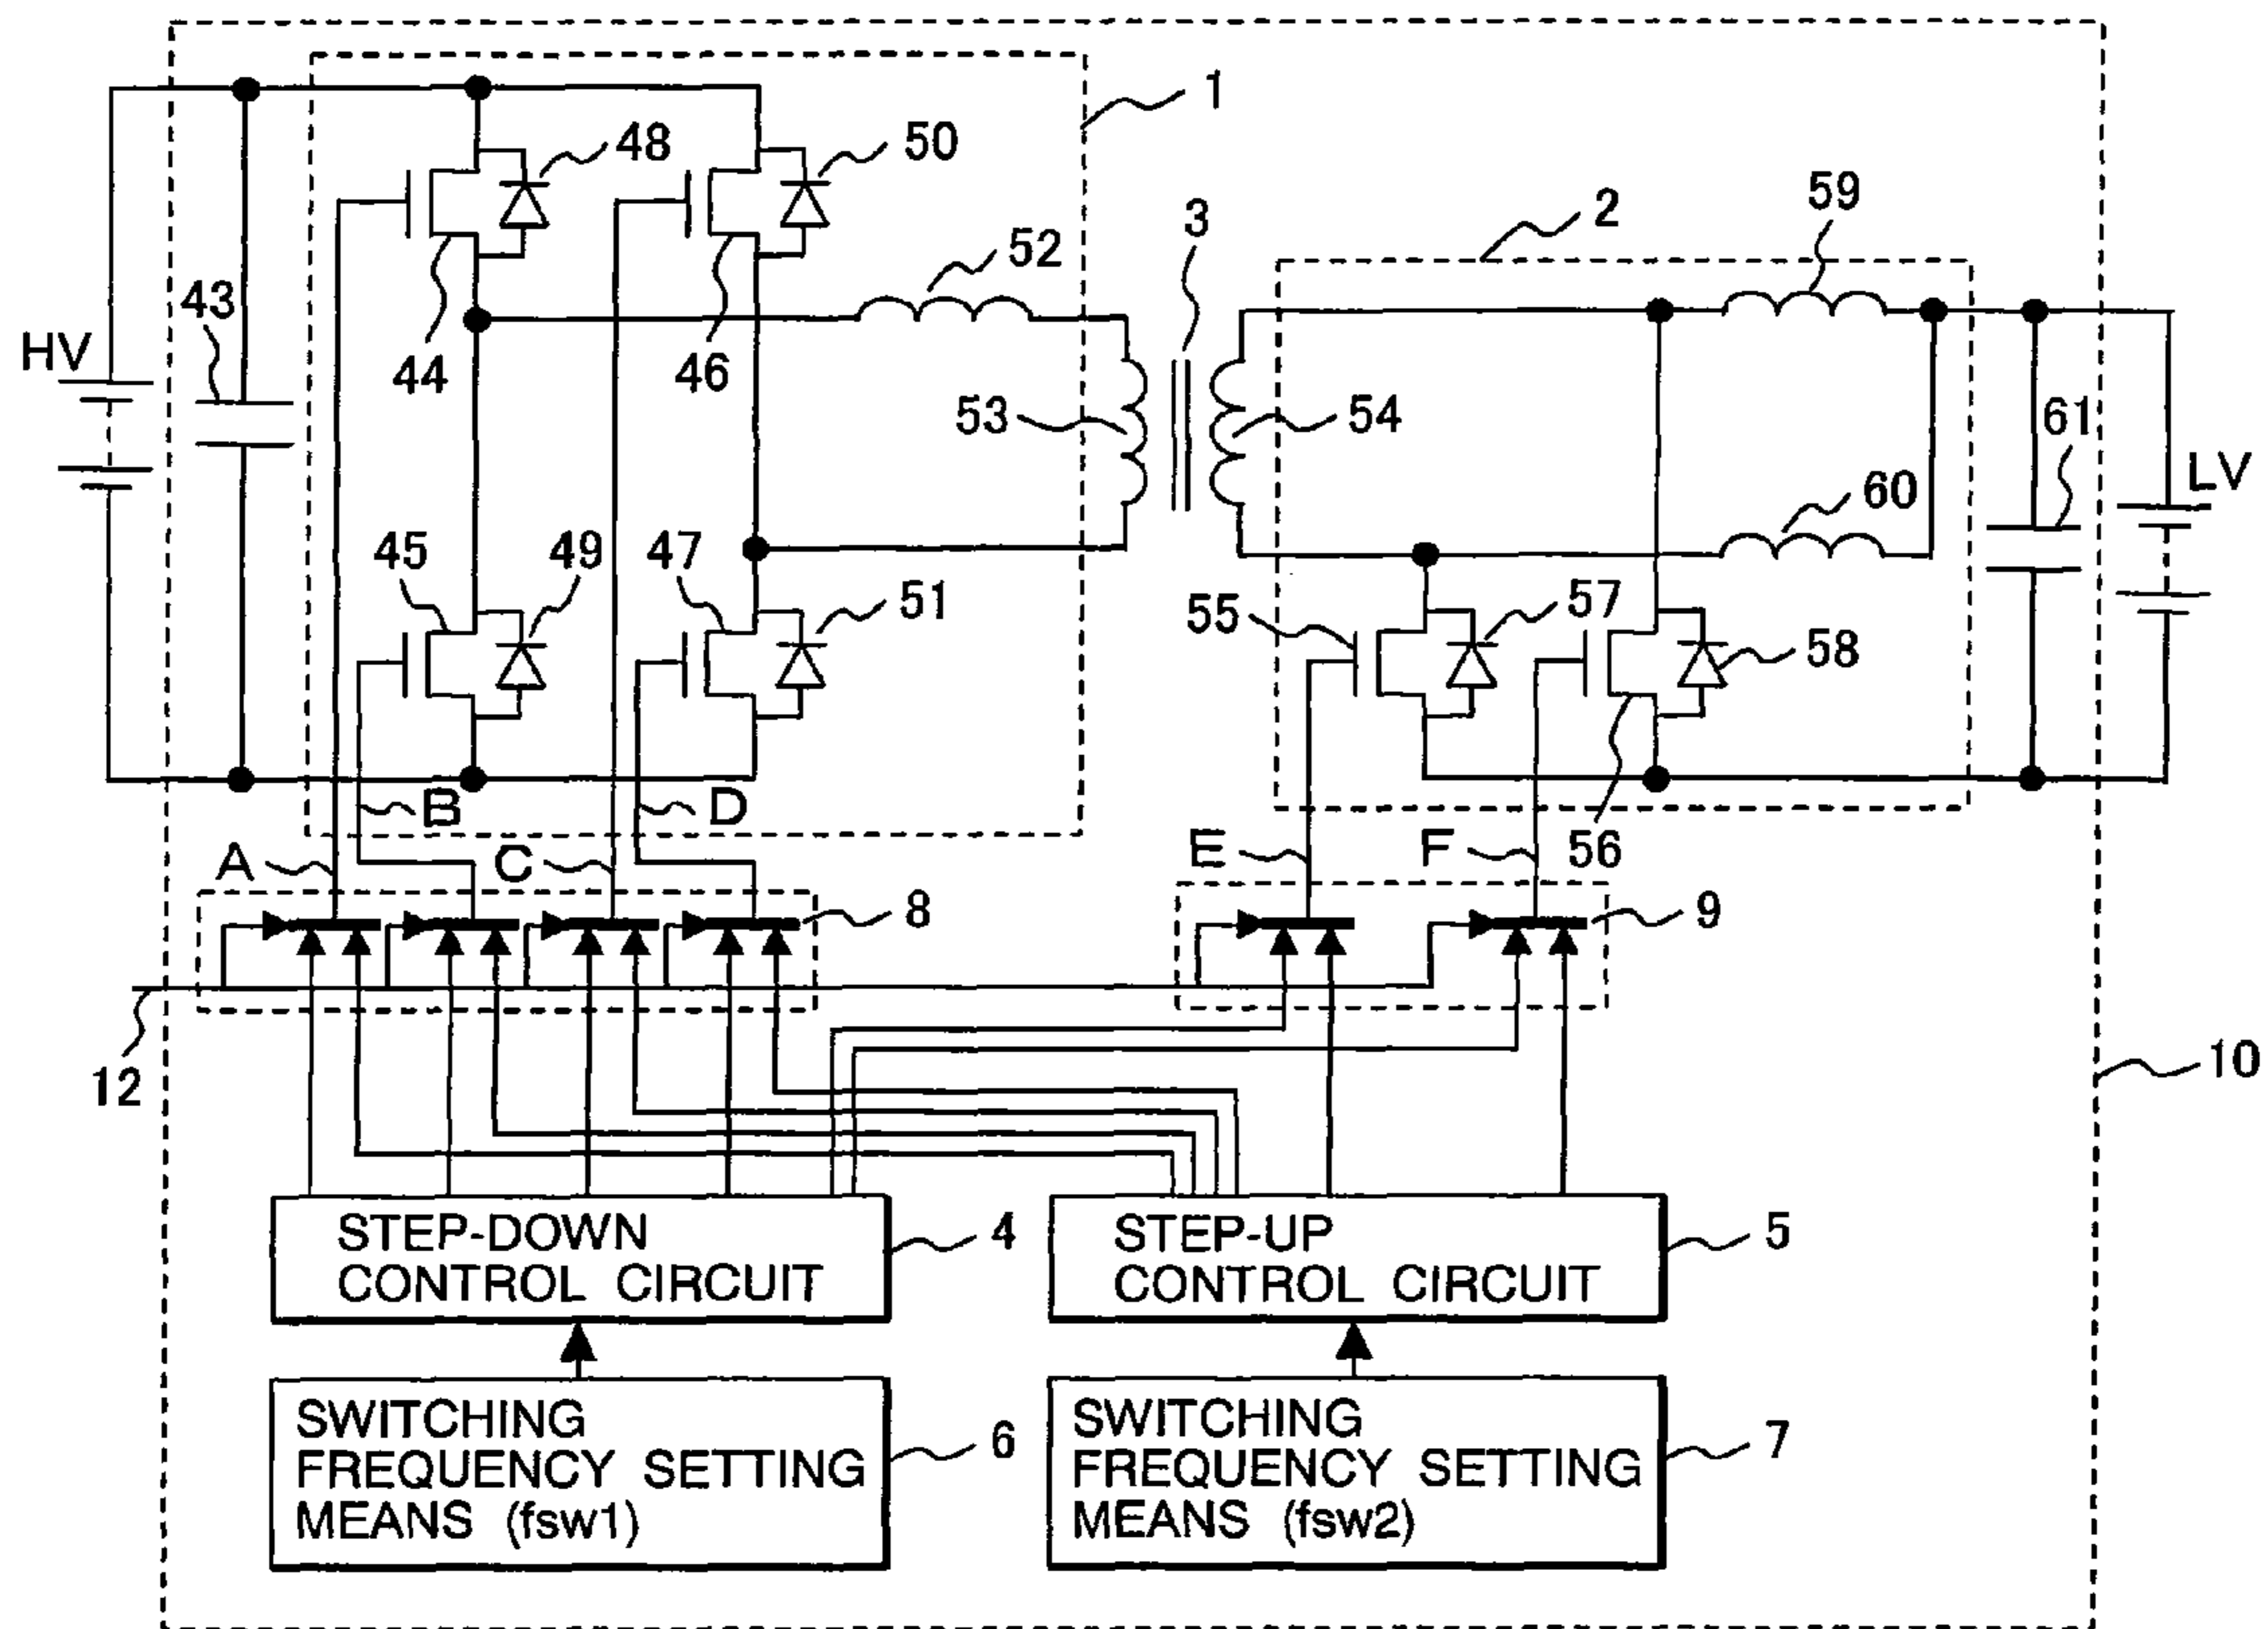 1
48
50
59
2
3
52
43
HV
44
46
53
54
61
LV
60
45
49
47
51
55
57
58
B
D
A
C
E
F
56
8
9
12
10
STEP-DOWN
CONTROL CIRCUIT
4
STEP-UP
CONTROL CIRCUIT
5
SWITCHING
FREQUENCY SETTING
MEANS (fsw1)
6
SWITCHING
FREQUENCY SETTING
MEANS (fsw2)
7